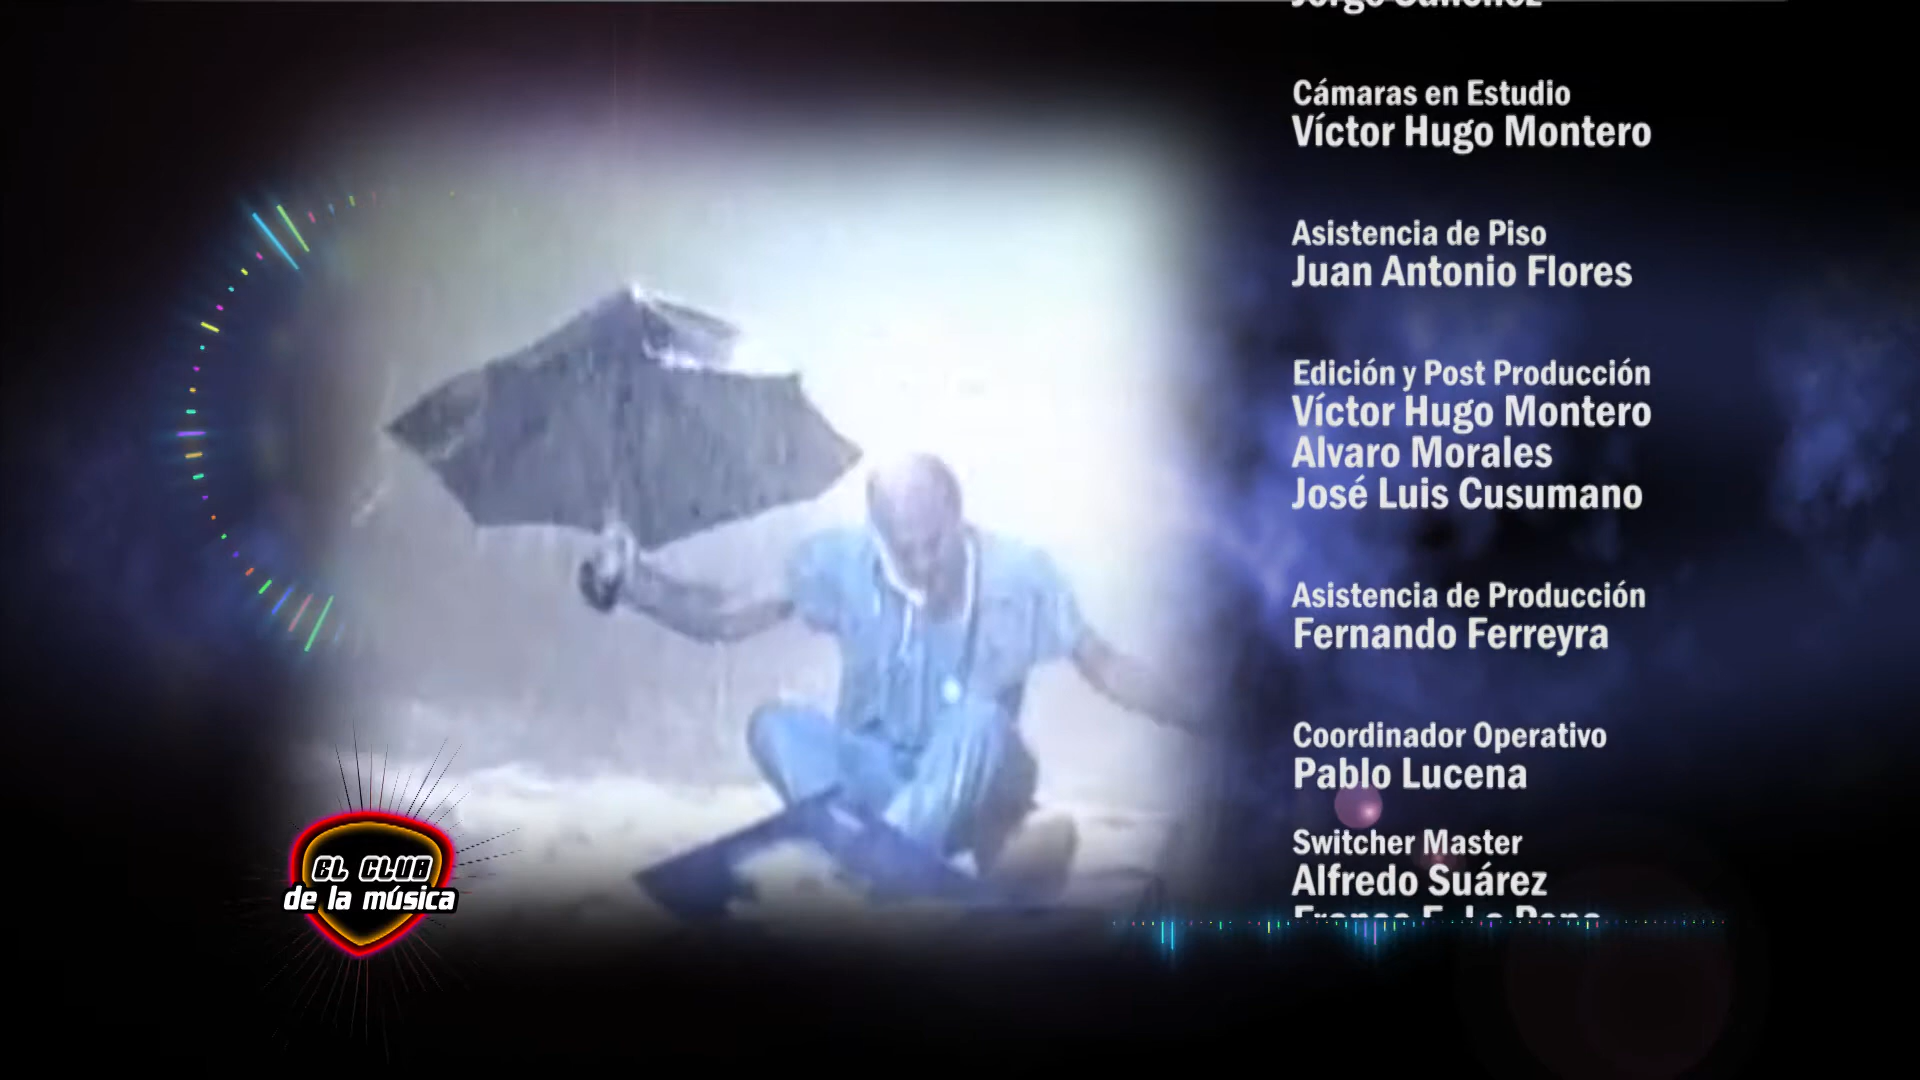 Cámaras en Estudio
Víctor Hugo Montero
Asistencia de Piso
Juan Antonio Flores
Edición y Post Producción
Víctor Hugo Montero
Alvaro Morales
José Luis Cusumano
Asistencia de Producción
Fernando Ferreyra
Coordinador Operativo
Pablo Lucena
Switcher Master
Alfredo Suárez
EL CLUB
de la música